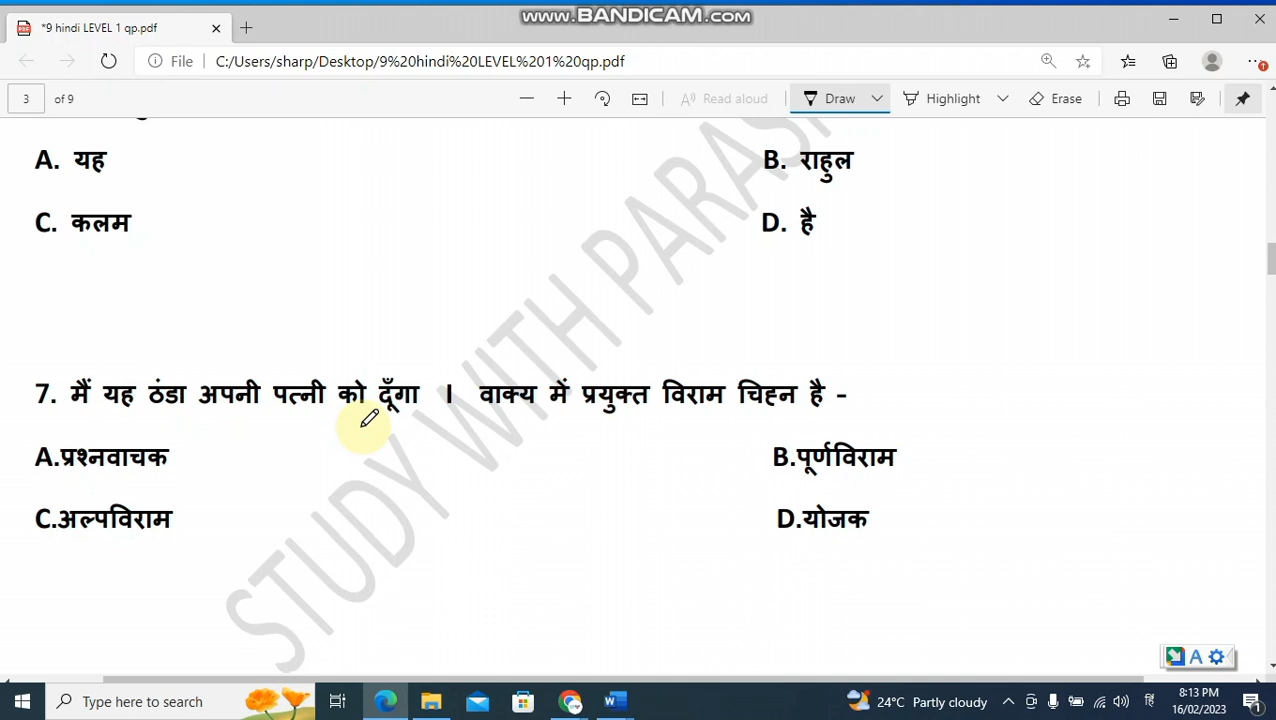 www.BANDICAM.com
*9 hindi LEVEL 1 qp.pdf
File C:/Users/sharp/Desktop/9%20hindi%20LEVEL%201%20qp.pdf
3 of 9 Read aloud Draw Highlight Erase
A. यह B. राहुल
C. कलम D. है
7. मैं यह ठंडा अपनी पत्नी को दूँगा । वाक्य में प्रयुक्त विराम चिह्न है -
A.प्रश्नवाचक B.पूर्णविराम
C.अल्पविराम D.योजक
STUDY WITH PARAS
A
Type here to search 24°C Partly cloudy हि 8:13 PM
16/02/2023